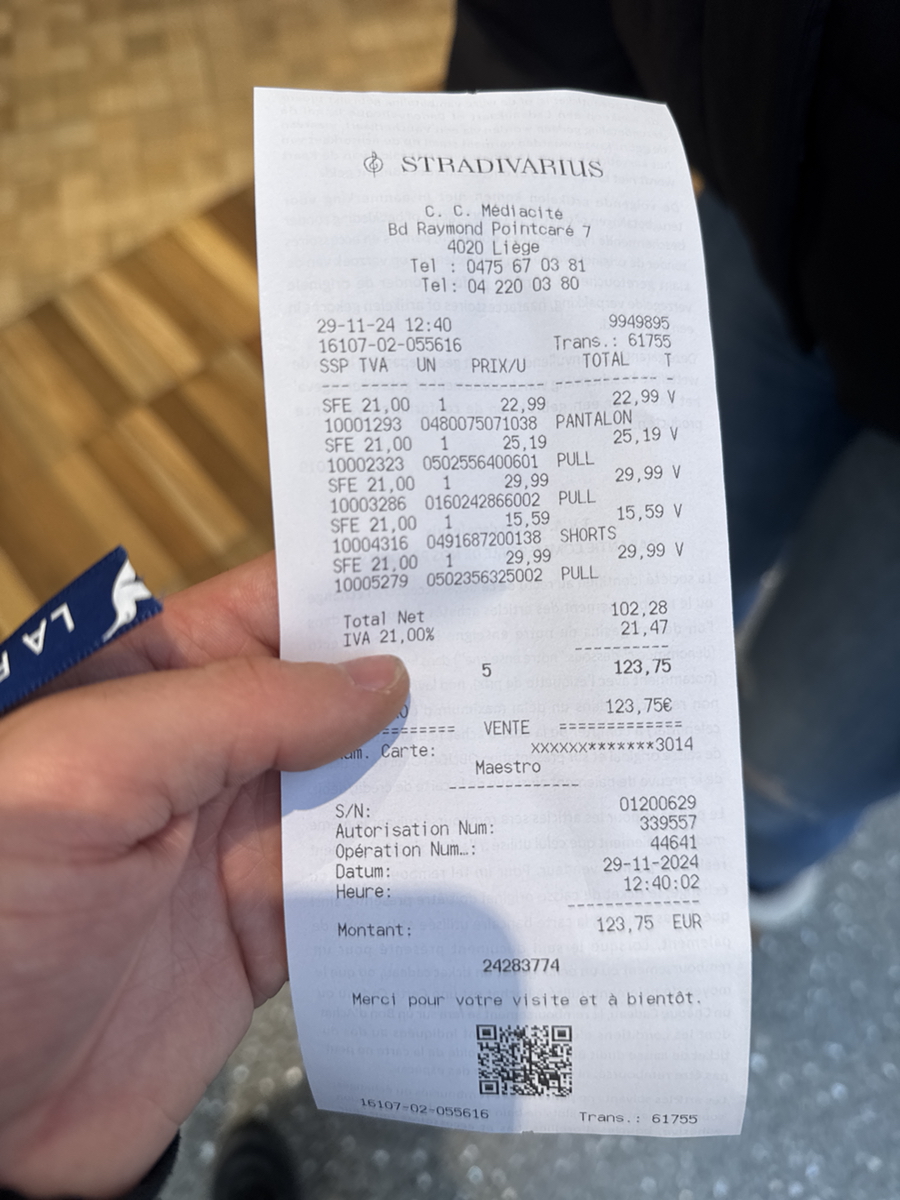 STRADIVARIUS
C. C. Médiacité
Bd Raymond Pointcaré 7
4020 Liège
Tel : 0475 67 03 81
Tel: 04 220 03 80
29-11-24 12:40 9949895
16107-02-055616 Trans.: 61755
SSP TVA UN PRIX/U TOTAL T
SFE 21,00 1 22,99 22,99 V
10001293 0480075071038 PANTALON
SFE 21,00 1 25,19 25,19 V
10002323 0502556400601 PULL
SFE 21,00 1 29,99 29,99 V
10003286 0160242866002 PULL
SFE 21,00 1 15,59 15,59 V
10004316 0491687200138 SHORTS
SFE 21,00 1 29,99 29,99 V
10005279 0502356325002 PULL
Total Net 102,28
IVA 21,00% 21,47
5 123,75
123,75€
======== VENTE =============
Carte: XXXXXX*******3014
Maestro
S/N: 01200629
Autorisation Num: 339557
Opération Num…: 44641
Datum: 29-11-2024
Heure: 12:40:02
Montant: 123,75 EUR
24283774
Merci pour votre visite et à bientôt.
16107-02-055616 Trans.: 61755
LA